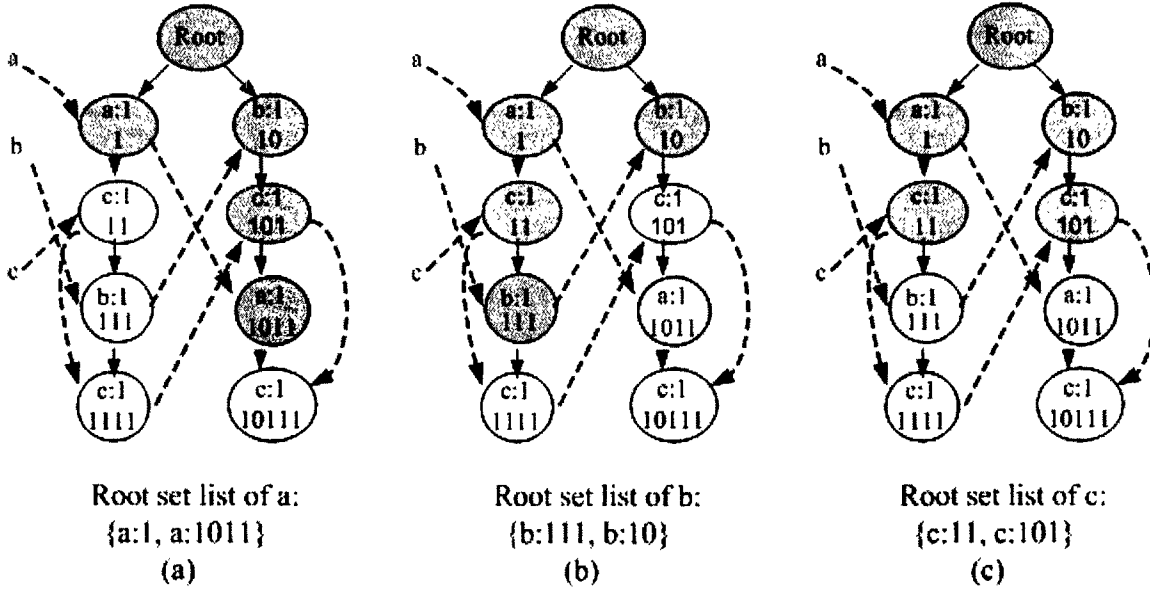 Root
a
a:1
1
b:1
10
b
c:1
11
c:1
101
c
b:1
111
a:1
1011
c:1
1111
c:1
10111
Root set list of a:
{a:1, a:1011}
(a)
Root
a
a:1
1
b:1
10
b
c:1
11
c:1
101
c
b:1
111
a:1
1011
c:1
1111
c:1
10111
Root set list of b:
{b:111, b:10}
(b)
Root
a
a:1
1
b:1
10
b
c:1
11
c:1
101
c
b:1
111
a:1
1011
c:1
1111
c:1
10111
Root set list of c:
{c:11, c:101}
(c)